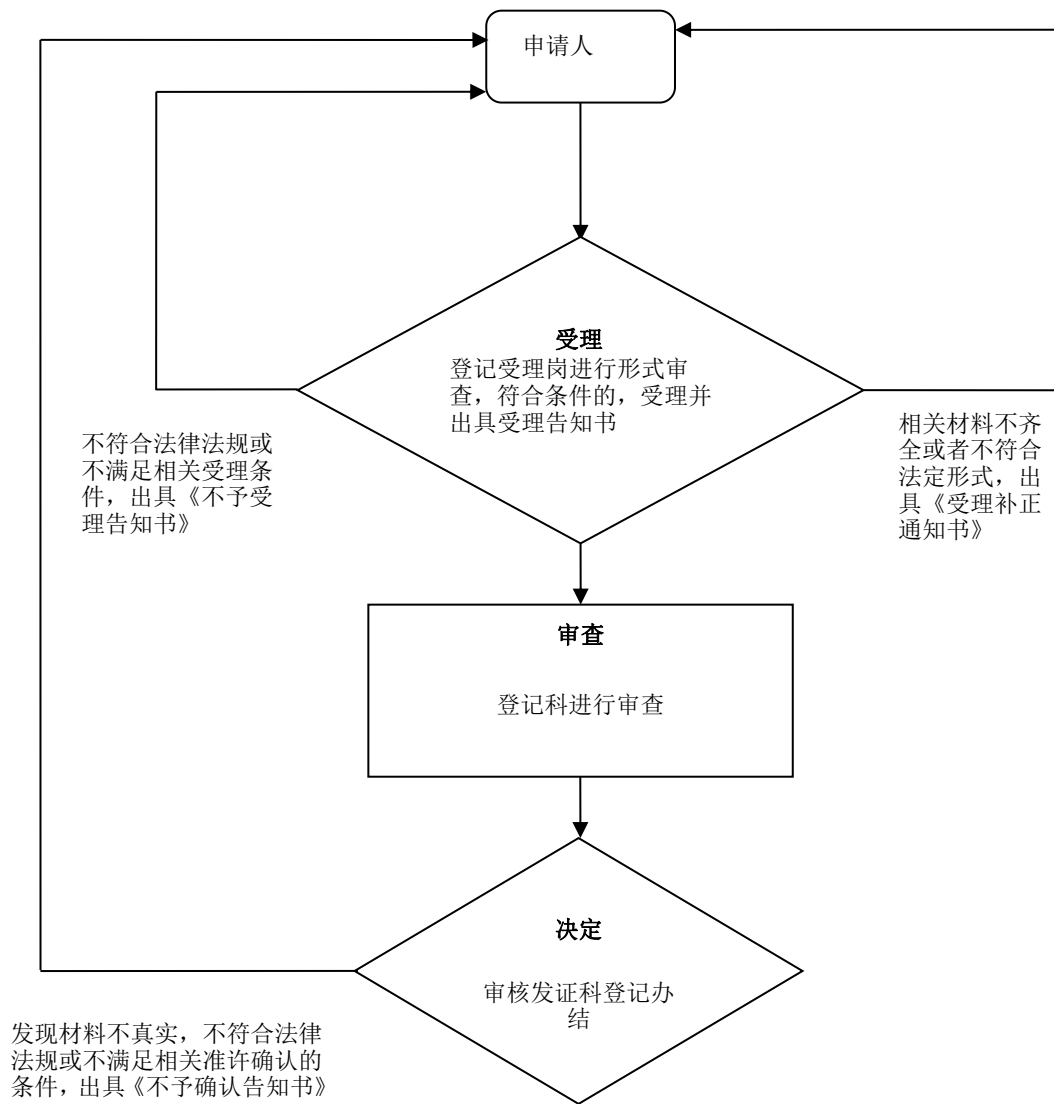 申请人
受理
登记受理岗进行形式审
查，符合条件的，受理并
出具受理告知书
不符合法律法规或
不满足相关受理条
件，出具《不予受
理告知书》
相关材料不齐
全或者不符合
法定形式，出
具《受理补正
通知书》
审查
登记科进行审查
决定
审核发证科登记办
结
发现材料不真实，不符合法律
法规或不满足相关准许确认的
条件，出具《不予确认告知书》